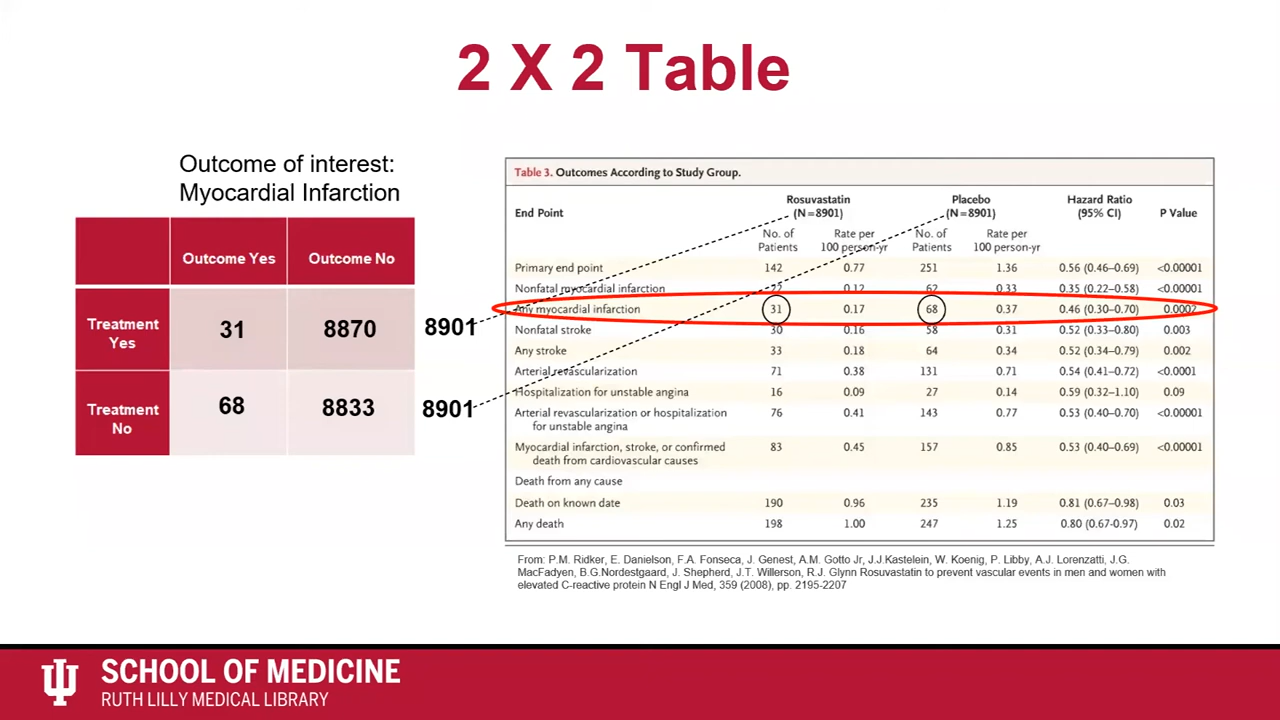 2 X 2 Table
Outcome of interest:
Myocardial Infarction
Outcome Yes Outcome No
Treatment Yes 31 8870 8901
Treatment No 68 8833 8901
Table 3. Outcomes According to Study Group.
End Point Rosuvastatin (N=8901) Placebo (N=8901) Hazard Ratio (95% CI) P Value
No. of Patients Rate per 100 person-yr No. of Patients Rate per 100 person-yr
Primary end point 142 0.77 251 1.36 0.56 (0.46–0.69) <0.00001
Nonfatal myocardial infarction 22 0.12 62 0.33 0.35 (0.22–0.58) <0.00001
Any myocardial infarction 31 0.17 68 0.37 0.46 (0.30–0.70) 0.0002
Nonfatal stroke 30 0.16 58 0.31 0.52 (0.33–0.80) 0.003
Any stroke 33 0.18 64 0.34 0.52 (0.34–0.79) 0.002
Arterial revascularization 71 0.38 131 0.71 0.54 (0.41–0.72) <0.0001
Hospitalization for unstable angina 16 0.09 27 0.14 0.59 (0.32–1.10) 0.09
Arterial revascularization or hospitalization 76 0.41 143 0.77 0.53 (0.40–0.70) <0.00001
for unstable angina
Myocardial infarction, stroke, or confirmed 83 0.45 157 0.85 0.53 (0.40–0.69) <0.00001
death from cardiovascular causes
Death from any cause
Death on known date 190 0.96 235 1.19 0.81 (0.67–0.98) 0.03
Any death 198 1.00 247 1.25 0.80 (0.67-0.97) 0.02
From: P.M. Ridker, E. Danielson, F.A. Fonseca, J. Genest, A.M. Gotto Jr, J.J.Kastelein, W. Koenig, P. Libby, A.J. Lorenzatti, J.G.
MacFadyen, B.G.Nordestgaard, J. Shepherd, J.T. Willerson, R.J. Glynn Rosuvastatin to prevent vascular events in men and women with
elevated C-reactive protein N Engl J Med, 359 (2008), pp. 2195-2207
SCHOOL OF MEDICINE
RUTH LILLY MEDICAL LIBRARY